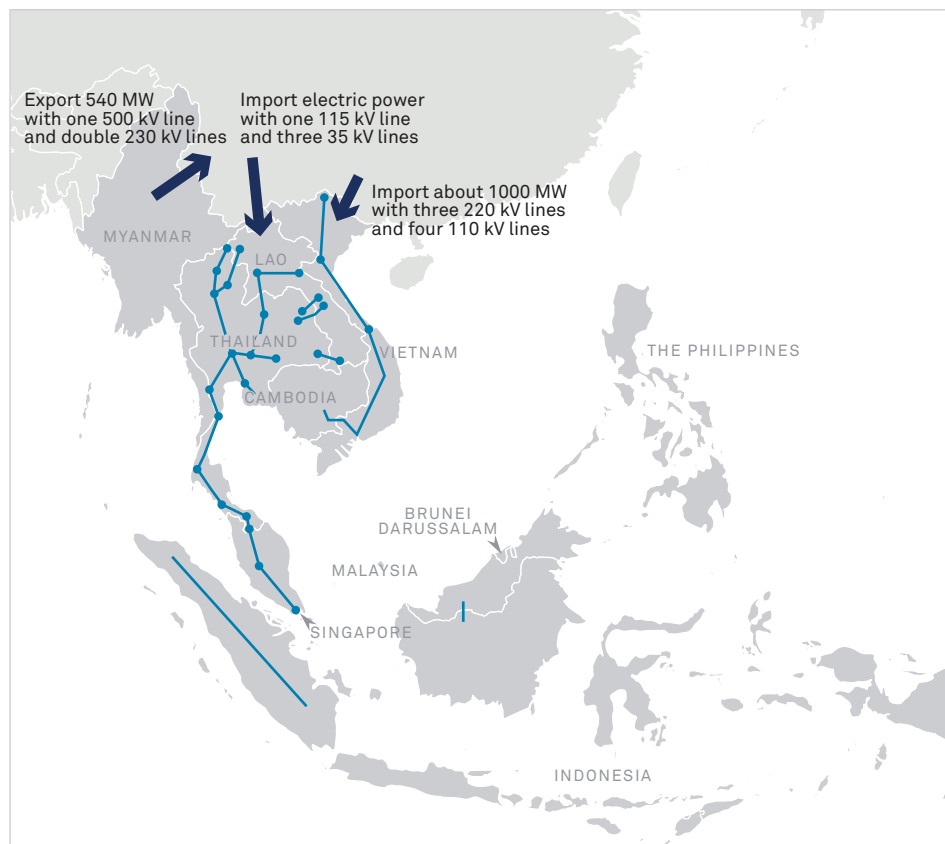 Export 540 MW
with one 500 kV line
and double 230 kV lines
Import electric power
with one 115 kV line
and three 35 kV lines
Import about 1000 MW
with three 220 kV lines
and four 110 kV lines
MYANMAR
LAO
THAILAND
VIETNAM
CAMBODIA
THE PHILIPPINES
BRUNEI
DARUSSALAM
MALAYSIA
SINGAPORE
INDONESIA